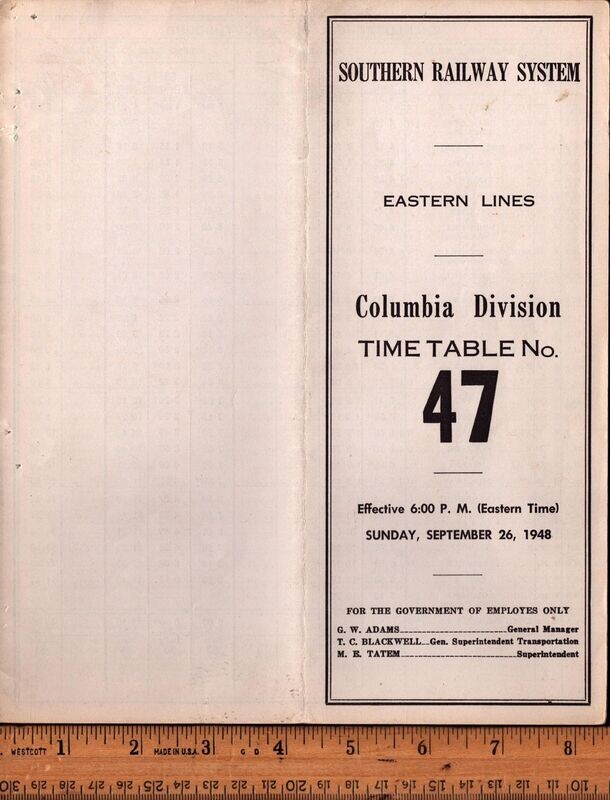 SOUTHERN RAILWAY SYSTEM
EASTERN LINES
Columbia Division
TIME TABLE No.
47
Effective 6:00 P. M. (Eastern Time)
SUNDAY, SEPTEMBER 26, 1948
FOR THE GOVERNMENT OF EMPLOYES ONLY
G. W. ADAMS General Manager
T. C. BLACKWELL Gen. Superintendent Transportation
M. E. TATEM Superintendent
WESTCOTT 1 2 MADE IN U.S.A. 3 4 5 6 7 8